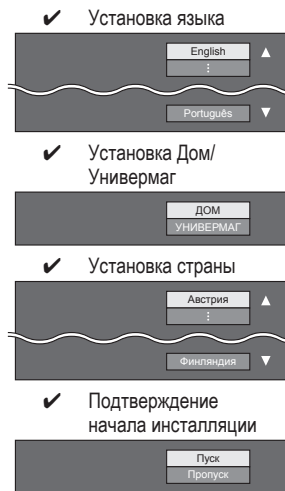 ✔ Установка языка
English
⋮
Português
✔ Установка Дом/
Универмаг
ДОМ
УНИВЕРМАГ
✔ Установка страны
Австрия
⋮
Финляндия
✔ Подтверждение
начала инсталляции
Пуск
Пропуск